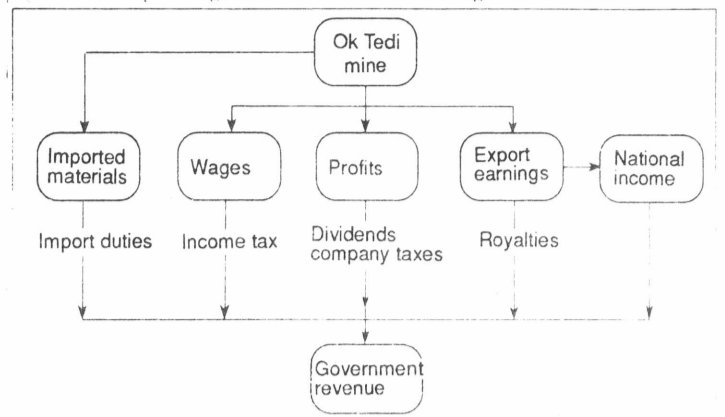 Ok Tedi
mine
Imported
materials
Wages
Profits
Export
earnings
National
income
Import duties
Income tax
Dividends
company taxes
Royalties
Government
revenue